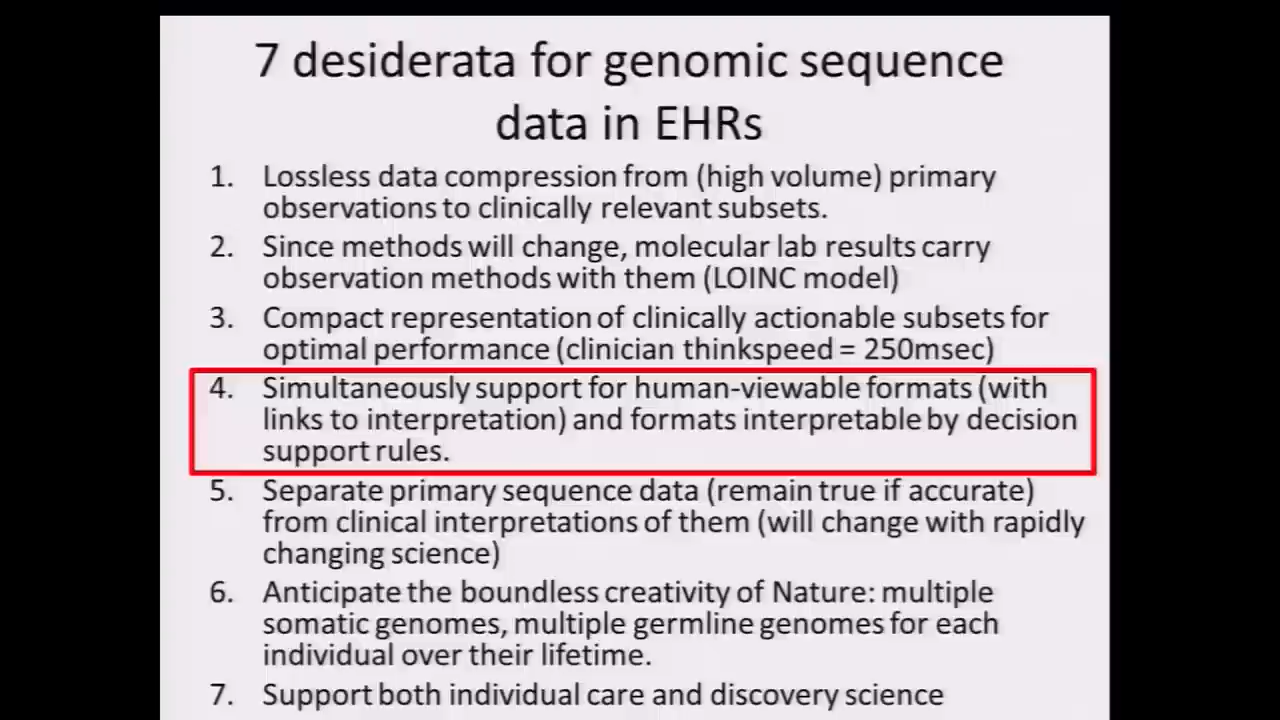 7 desiderata for genomic sequence
data in EHRs
1. Lossless data compression from (high volume) primary
observations to clinically relevant subsets.
2. Since methods will change, molecular lab results carry
observation methods with them (LOINC model)
3. Compact representation of clinically actionable subsets for
optimal performance (clinician thinkspeed = 250msec)
4. Simultaneously support for human-viewable formats (with
links to interpretation) and formats interpretable by decision
support rules.
5. Separate primary sequence data (remain true if accurate)
from clinical interpretations of them (will change with rapidly
changing science)
6. Anticipate the boundless creativity of Nature: multiple
somatic genomes, multiple germline genomes for each
individual over their lifetime.
7. Support both individual care and discovery science